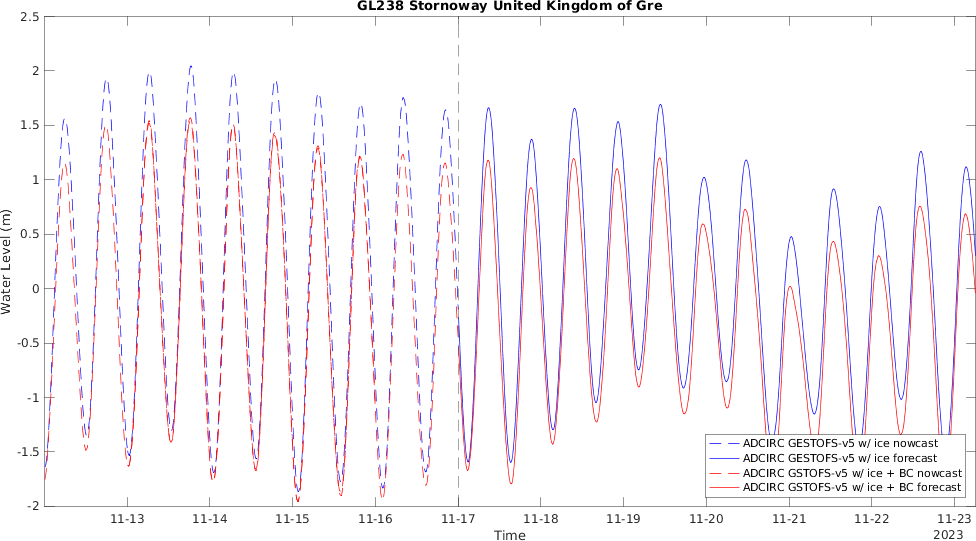 GL238 Stornoway United Kingdom of Gre
Water Level (m)
2.5
2
1.5
1
0.5
0
-0.5
-1
-1.5
-2
ADCIRC GESTOFS-v5 w/ ice nowcast
ADCIRC GESTOFS-v5 w/ ice forecast
ADCIRC GSTOFS-v5 w/ ice + BC nowcast
ADCIRC GSTOFS-v5 w/ ice + BC forecast
11-13 11-14 11-15 11-16 11-17 11-18 11-19 11-20 11-21 11-22 11-23
Time 2023